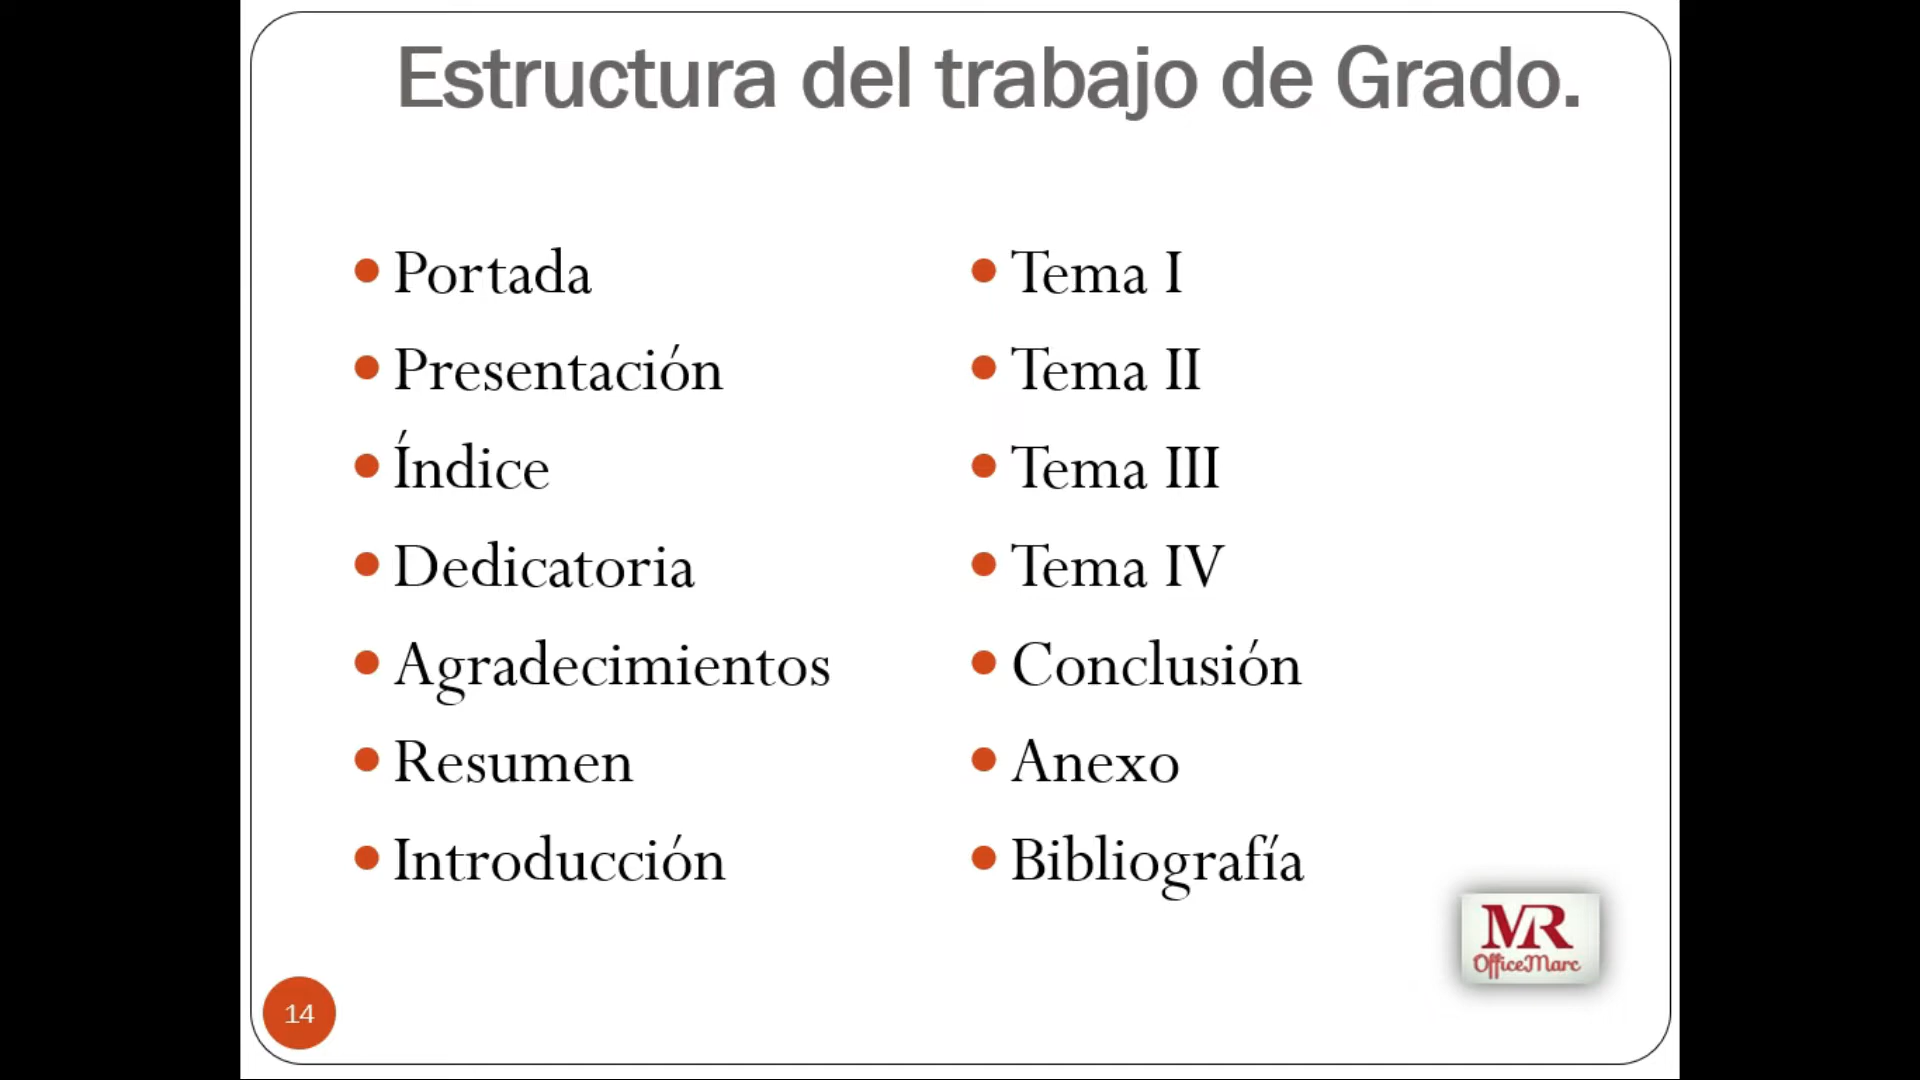 Estructura del trabajo de Grado.
Portada
Presentación
Índice
Dedicatoria
Agradecimientos
Resumen
Introducción
Tema I
Tema II
Tema III
Tema IV
Conclusión
Anexo
Bibliografía
MR
OfficeMarc
14